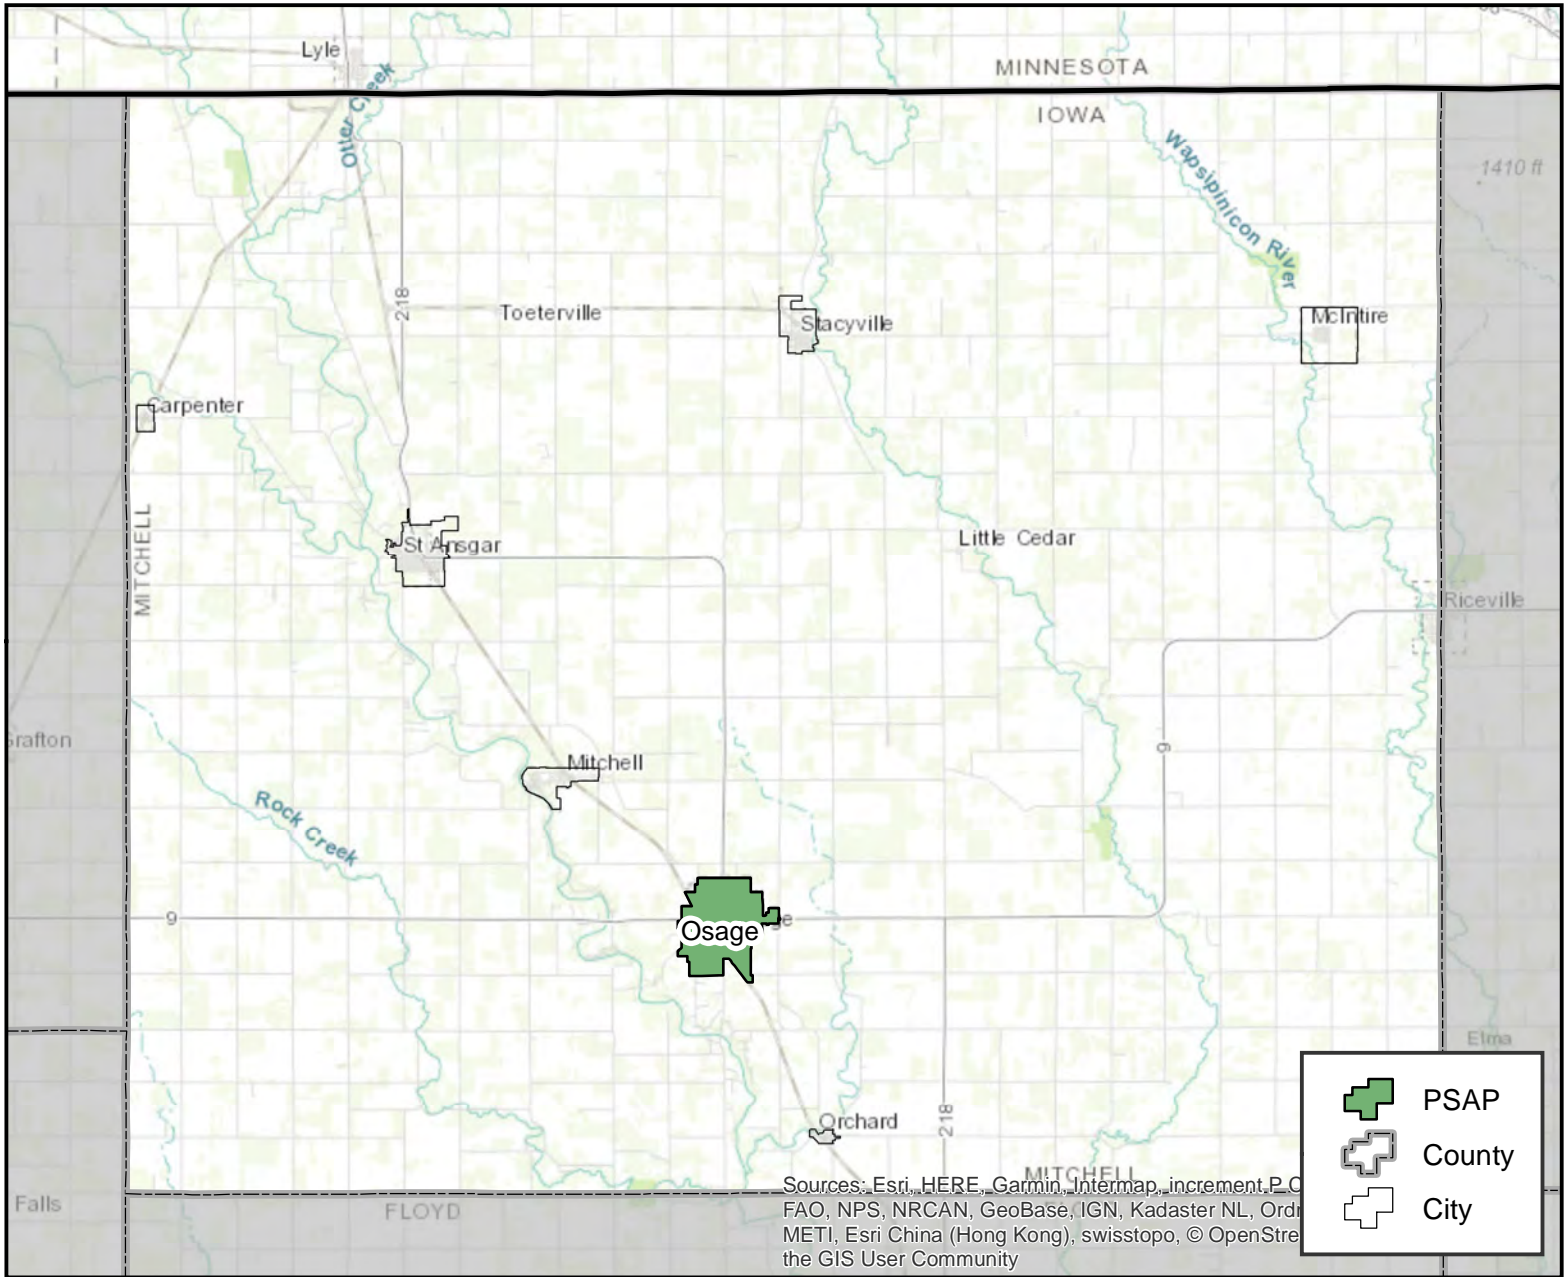 Lyle
MINNESOTA
Otter Creek
IOWA
Wapsipinicon River
1410 ft
218
Toeterville
Stacyville
McIntire
Carpenter
MITCHELL
St Ansgar
Little Cedar
Riceville
Grafton
Mitchell
9
Rock Creek
9
Osage
Elma
Orchard
218
MITCHELL
Falls
FLOYD
PSAP
County
City
Sources: Esri, HERE, Garmin, Intermap, increment P
FAO, NPS, NRCAN, GeoBase, IGN, Kadaster NL,
METI, Esri China (Hong Kong), swisstopo, ©
the GIS User Community